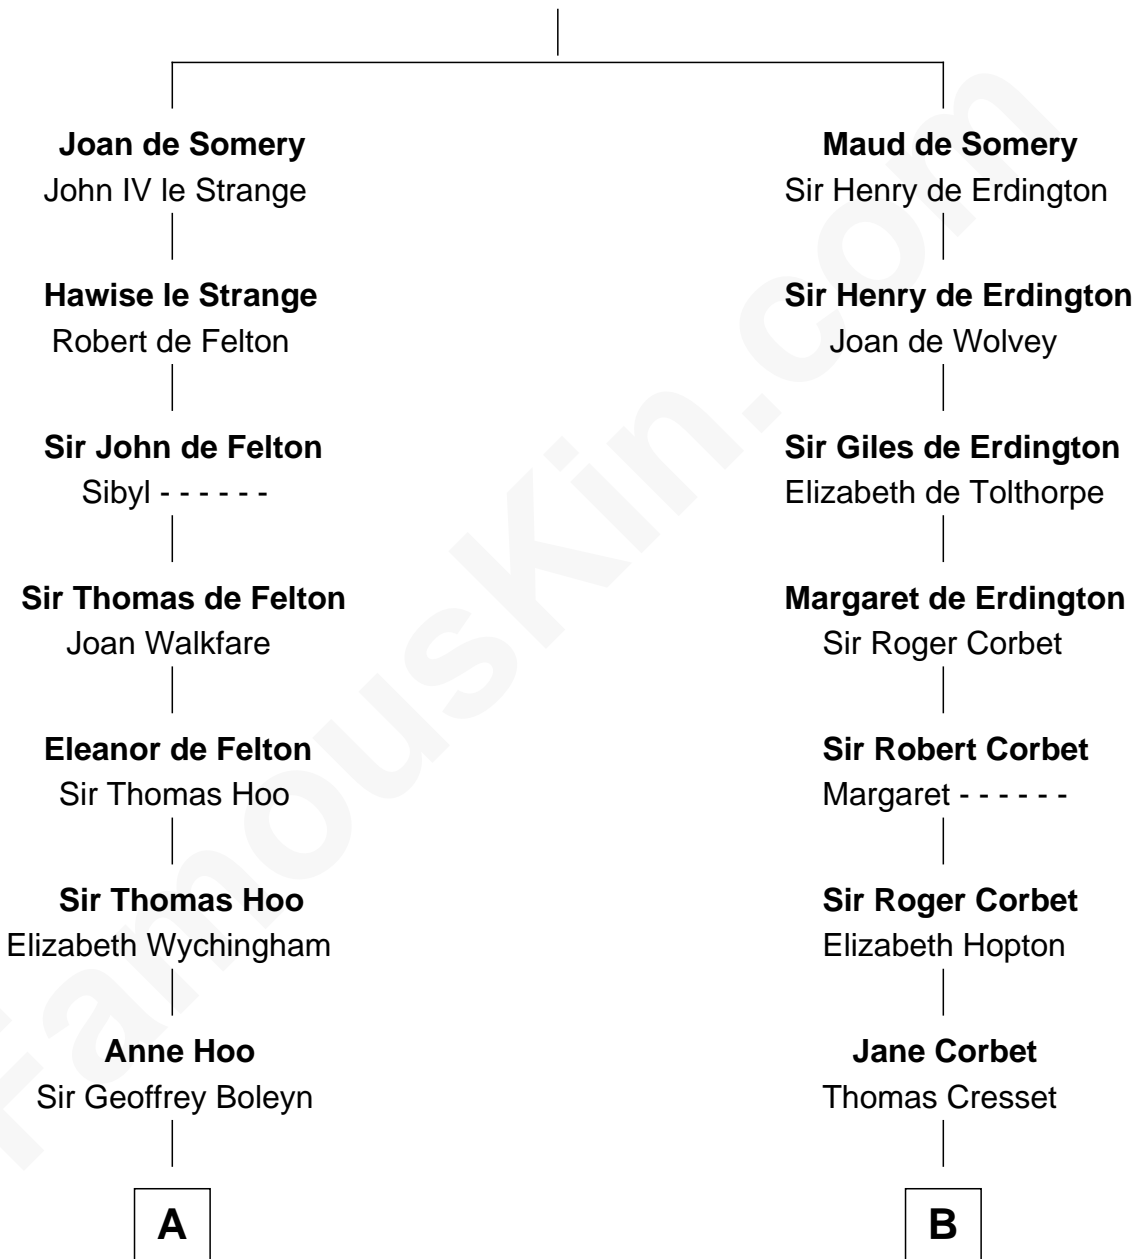 Joan de Somery
John IV le Strange
Hawise le Strange
Robert de Felton
Sir John de Felton
Sibyl - - - - - -
Sir Thomas de Felton
Joan Walkfare
Eleanor de Felton
Sir Thomas Hoo
Sir Thomas Hoo
Elizabeth Wychingham
Anne Hoo
Sir Geoffrey Boleyn
A
Maud de Somery
Sir Henry de Erdington
Sir Henry de Erdington
Joan de Wolvey
Sir Giles de Erdington
Elizabeth de Tolthorpe
Margaret de Erdington
Sir Roger Corbet
Sir Robert Corbet
Margaret - - - - - -
Sir Roger Corbet
Elizabeth Hopton
Jane Corbet
Thomas Cresset
B
FamousKin.com